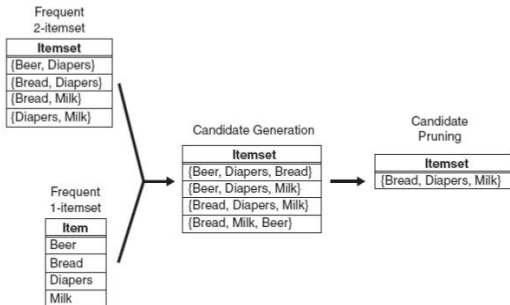 Frequent
2-itemset
Itemset
{Beer, Diapers}
{Bread, Diapers}
{Bread, Milk}
{Diapers, Milk}
Frequent
1-itemset
Item
Beer
Bread
Diapers
Milk
Candidate Generation
Itemset
{Beer, Diapers, Bread}
{Beer, Diapers, Milk}
{Bread, Diapers, Milk}
{Bread, Milk, Beer}
Candidate
Pruning
Itemset
{Bread, Diapers, Milk}